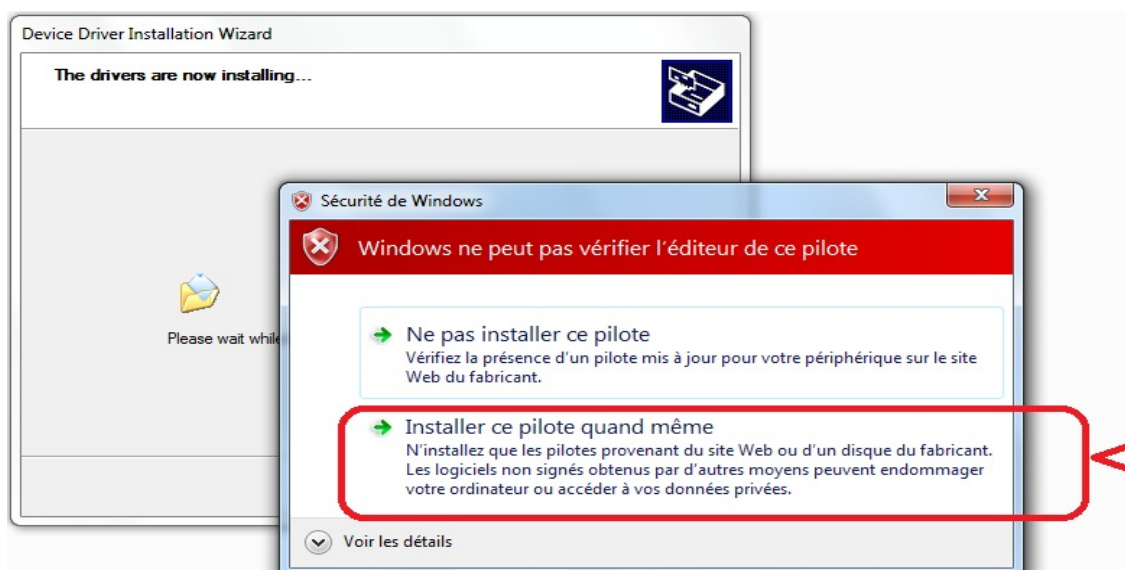 Device Driver Installation Wizard
The drivers are now installing...
Sécurité de Windows
Windows ne peut pas vérifier l'éditeur de ce pilote
Please wait while
Ne pas installer ce pilote
Vérifiez la présence d'un pilote mis à jour pour votre périphérique sur le site
Web du fabricant.
Installer ce pilote quand même
N'installez que les pilotes provenant du site Web ou d'un disque du fabricant.
Les logiciels non signés obtenus par d'autres moyens peuvent endommager
votre ordinateur ou accéder à vos données privées.
Voir les détails